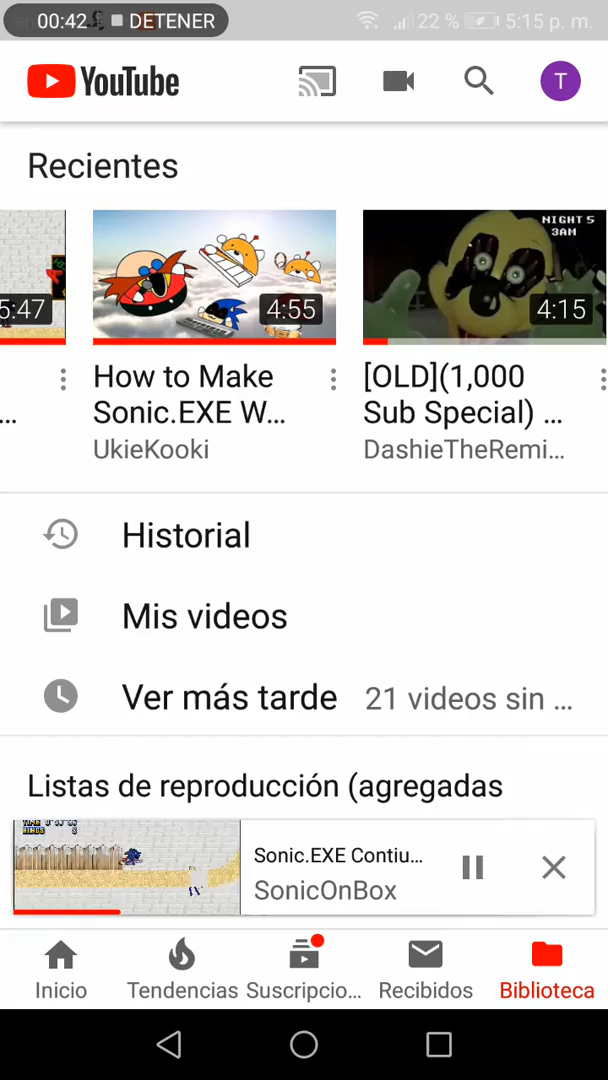 00:42 DETENER 22 % 5:15 p. m.
YouTube T
Recientes
NIGHT 5
3AM
5:47 4:55 4:15
How to Make
Sonic.EXE W...
UkieKooki
[OLD](1,000
Sub Special) ...
DashieTheRemi...
...
Historial
Mis videos
Ver más tarde 21 videos sin ...
Listas de reproducción (agregadas
TIME
RINGS
Sonic.EXE Contiu...
SonicOnBox
Inicio Tendencias Suscripcio... Recibidos Biblioteca